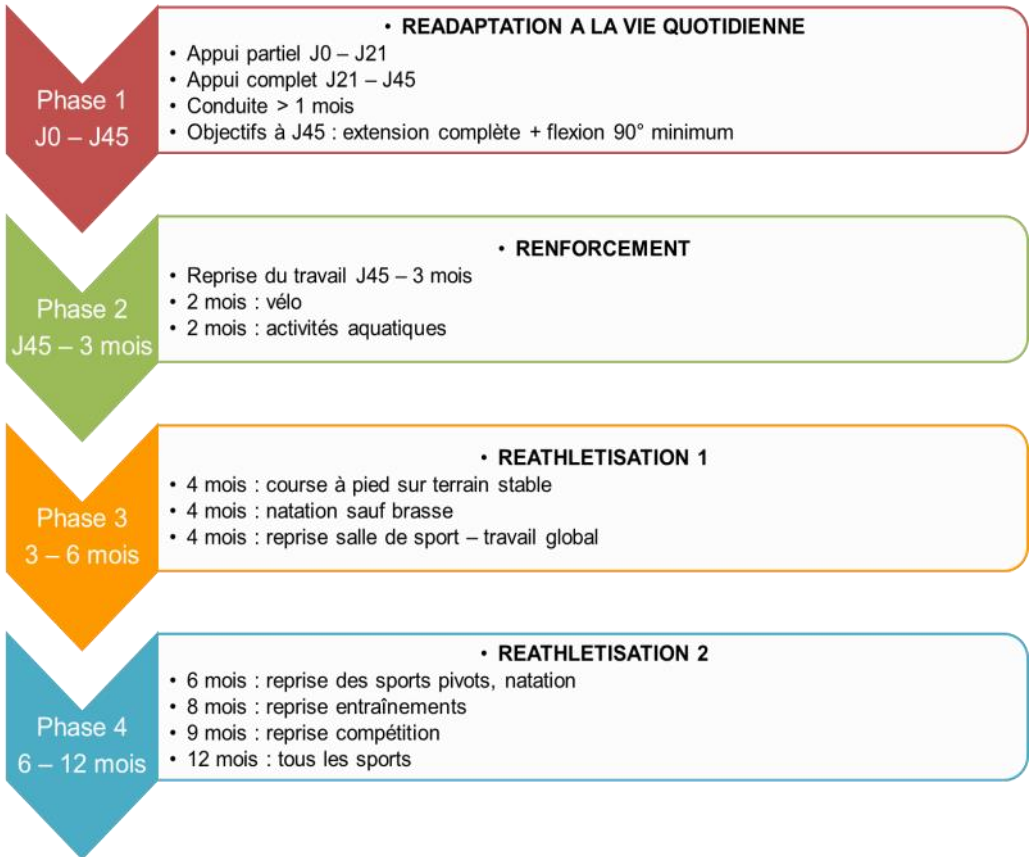 • READAPTATION A LA VIE QUOTIDIENNE
Phase 1
J0 – J45
• Appui partiel J0 – J21
• Appui complet J21 – J45
• Conduite > 1 mois
• Objectifs à J45 : extension complète + flexion 90° minimum
• RENFORCEMENT
Phase 2
J45 – 3 mois
• Reprise du travail J45 – 3 mois
• 2 mois : vélo
• 2 mois : activités aquatiques
• REATHLETISATION 1
Phase 3
3 – 6 mois
• 4 mois : course à pied sur terrain stable
• 4 mois : natation sauf brasse
• 4 mois : reprise salle de sport – travail global
• REATHLETISATION 2
Phase 4
6 – 12 mois
• 6 mois : reprise des sports pivots, natation
• 8 mois : reprise entraînements
• 9 mois : reprise compétition
• 12 mois : tous les sports